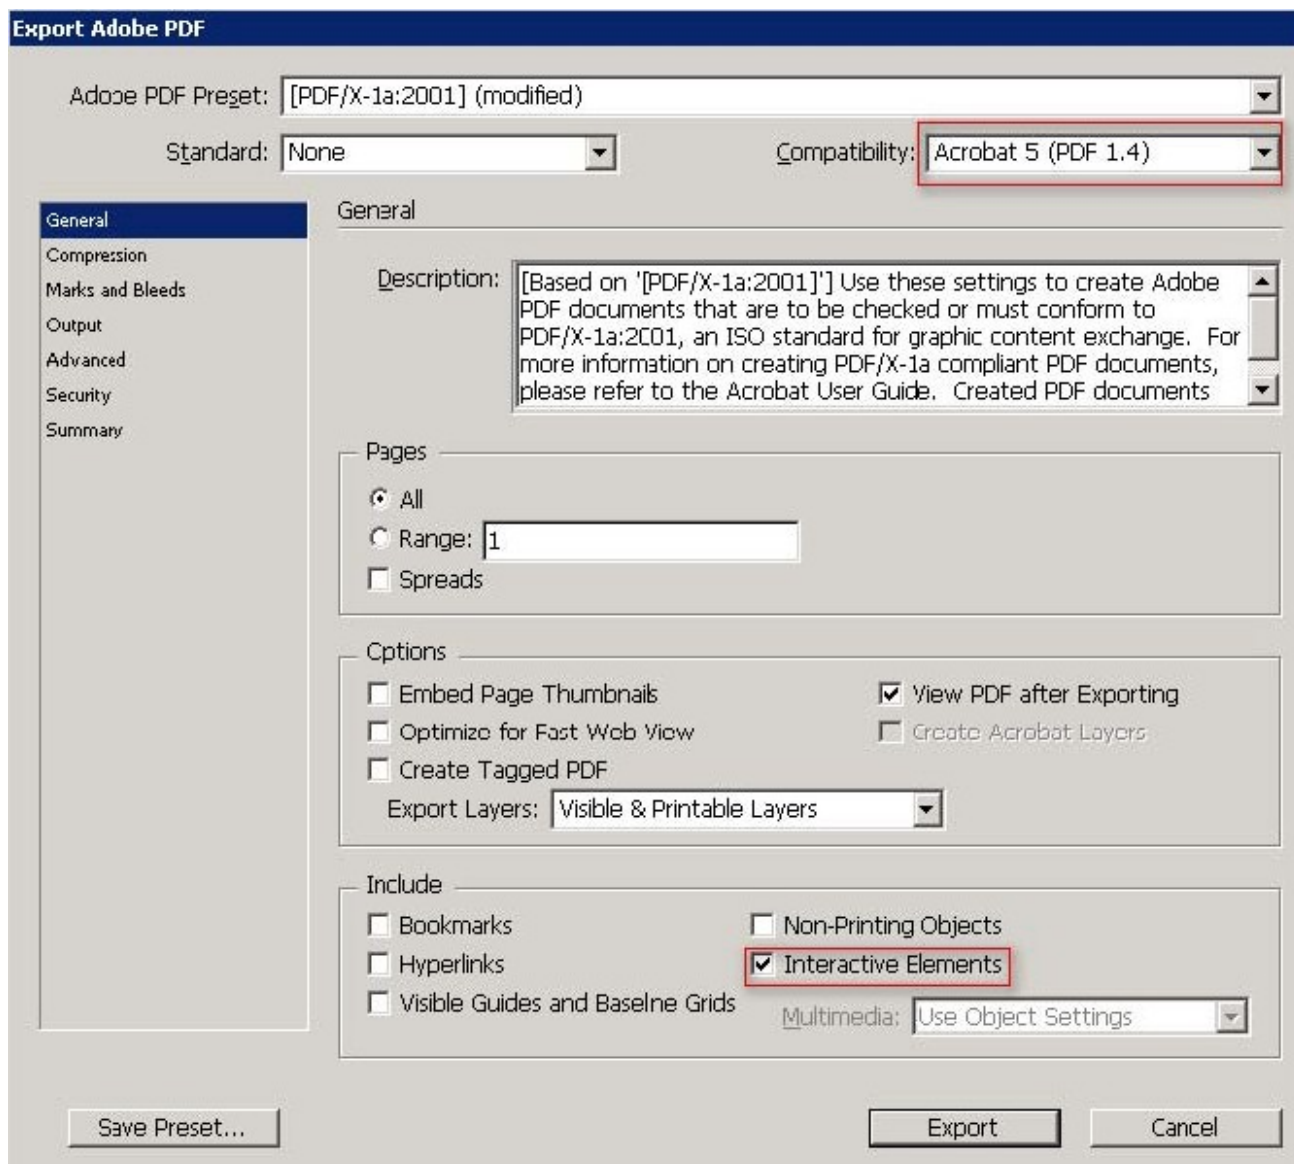 Export Adobe PDF
Adobe PDF Preset: [PDF/X-1a:2001] (modified)
Standard: None Compatibility: Acrobat 5 (PDF 1.4)
General
Compression
Marks and Bleeds
Output
Advanced
Security
Summary
General
Description: [Based on '[PDF/X-1a:2001]'] Use these settings to create Adobe
PDF documents that are to be checked or must conform to
PDF/X-1a:2001, an ISO standard for graphic content exchange. For
more information on creating PDF/X-1a compliant PDF documents,
please refer to the Acrobat User Guide. Created PDF documents
Pages
All
Range: 1
Spreads
Options
Embed Page Thumbnails View PDF after Exporting
Optimize for Fast Web View Create Acrobat Layers
Create Tagged PDF
Export Layers: Visible & Printable Layers
Include
Bookmarks Non-Printing Objects
Hyperlinks Interactive Elements
Visible Guides and Baseline Grids
Multimedia: Use Object Settings
Save Preset... Export Cancel